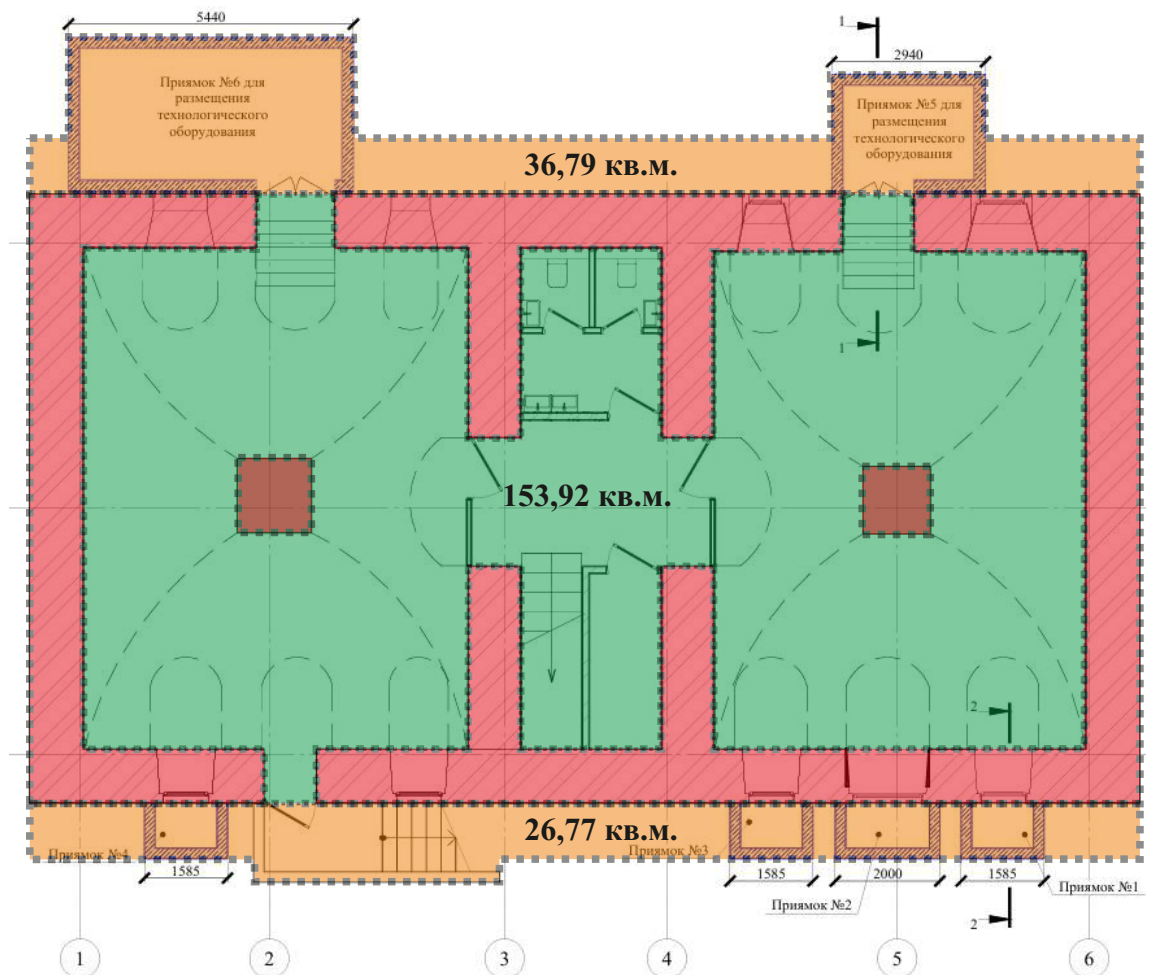 5440
1
2940
Приямок №6 для
размещения
технологического
оборудования
Приямок №5 для
размещения
технологического
оборудования
36,79 кв.м.
1
153,92 кв.м.
2
26,77 кв.м.
Приямок №4
Приямок №3
1585
1585
2000
1585
Приямок №1
Приямок №2
2
1
2
3
4
5
6